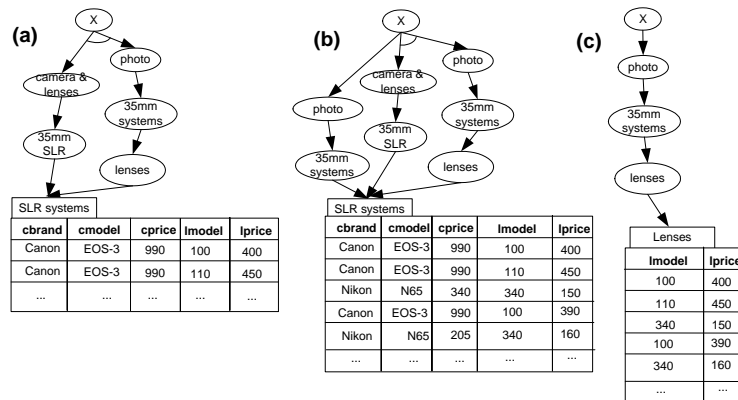 (a)
X
photo
camera &
lenses
35mm
systems
35mm
SLR
lenses
SLR systems
cbrand cmodel cprice lmodel lprice
Canon EOS-3 990 100 400
Canon EOS-3 990 110 450
... ... ... ... ...
(b)
X
photo
camera &
lenses
photo
35mm
systems
35mm
SLR
35mm
systems
lenses
SLR systems
cbrand cmodel cprice lmodel lprice
Canon EOS-3 990 100 400
Canon EOS-3 990 110 450
Nikon N65 340 340 150
Canon EOS-3 990 100 390
Nikon N65 205 340 160
... ... ... ... ...
(c)
X
photo
35mm
systems
lenses
Lenses
lmodel lprice
100 400
110 450
340 150
100 390
340 160
... ...